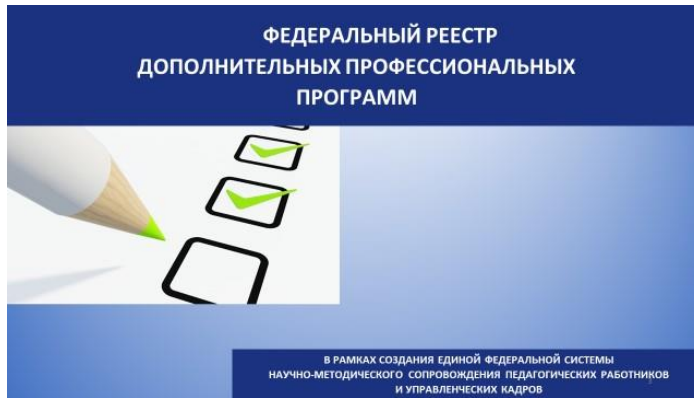 ФЕДЕРАЛЬНЫЙ РЕЕСТР
ДОПОЛНИТЕЛЬНЫХ ПРОФЕССИОНАЛЬНЫХ
ПРОГРАММ
В РАМКАХ СОЗДАНИЯ ЕДИНОЙ ФЕДЕРАЛЬНОЙ СИСТЕМЫ
НАУЧНО-МЕТОДИЧЕСКОГО СОПРОВОЖДЕНИЯ ПЕДАГОГИЧЕСКИХ РАБОТНИКОВ
И УПРАВЛЕНЧЕСКИХ КАДРОВ